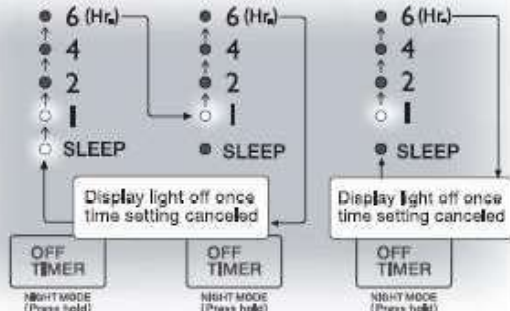 6 (Hr.) 6 (Hr.) 6 (Hr.)
4 4 4
2 2 2
1 1 1
SLEEP SLEEP SLEEP
Display light off once
time setting canceled
Display light off once
time setting canceled
OFF
TIMER
OFF
TIMER
OFF
TIMER
NIGHT MODE
(Press hold)
NIGHT MODE
(Press hold)
NIGHT MODE
(Press hold)